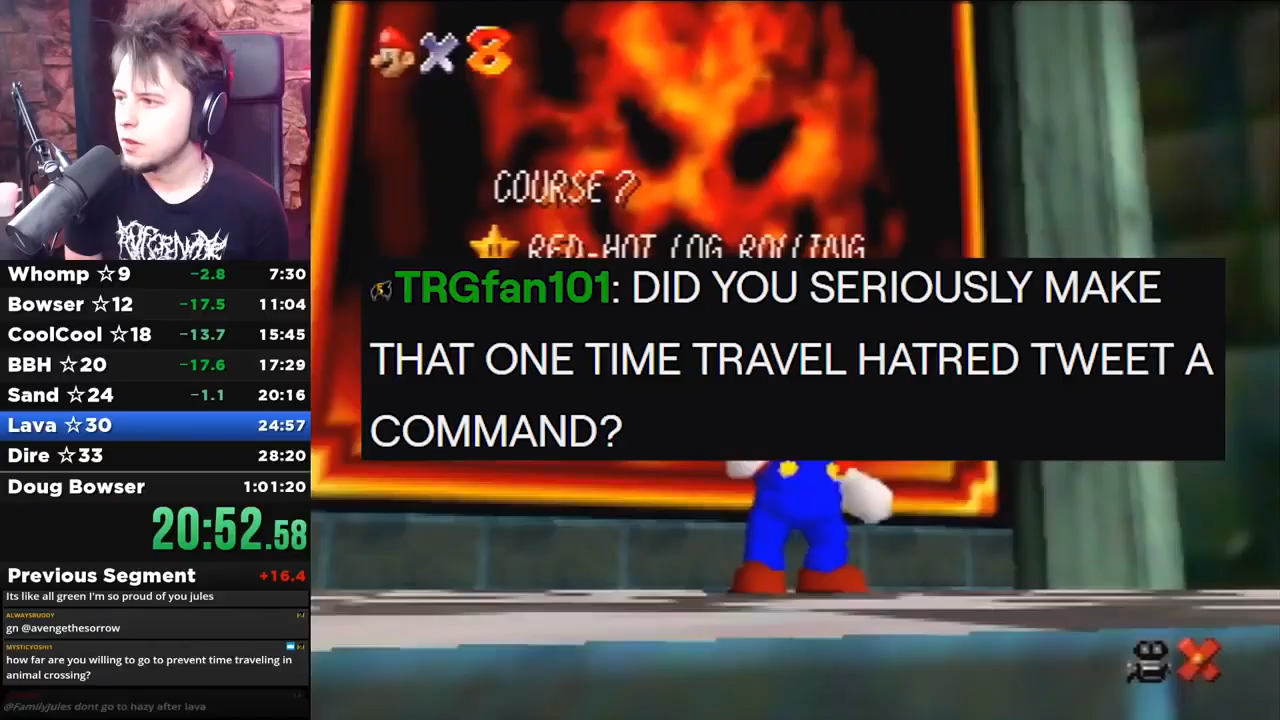 x8
COURSE 7
RED-HOT LOG ROLLING
TRGfan101: DID YOU SERIOUSLY MAKE
THAT ONE TIME TRAVEL HATRED TWEET A
COMMAND?
Whomp ☆9 −2.8 7:30
Bowser ☆12 −17.5 11:04
CoolCool ☆18 −13.7 15:45
BBH ☆20 −17.6 17:29
Sand ☆24 −1.1 20:16
Lava ☆30 24:57
Dire ☆33 28:20
Doug Bowser 1:01:20
20:52.58
Previous Segment +16.4
Its like all green I'm so proud of you jules
ALWAYSRUDDY
gn @avengethesorrow
MYSTICYOSHI1
how far are you willing to go to prevent time traveling in
animal crossing?
@FamilyJules dont go to hazy after lava